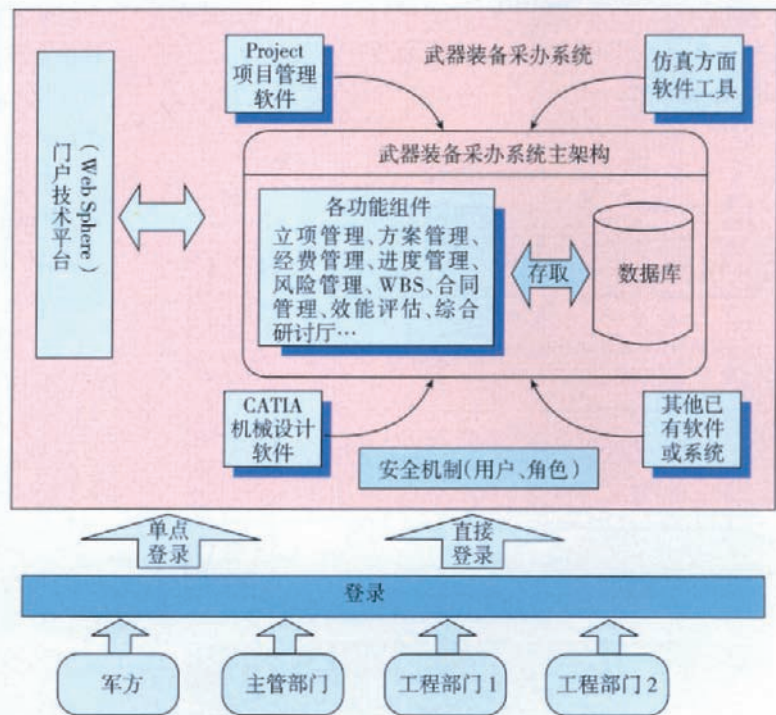 Project
项目管理
软件
武器装备采办系统
仿真方面
软件工具
(Web Sphere)
门户技术平台
武器装备采办系统主架构
各功能组件
立项管理、方案管理、
经费管理、进度管理、
风险管理、WBS、合同
管理、效能评估、综合
研讨厅…
存取
数据库
CATIA
机械设计
软件
其他已
有软件
或系统
安全机制(用户、角色)
单点
登录
直接
登录
登录
军方
主管部门
工程部门1
工程部门2